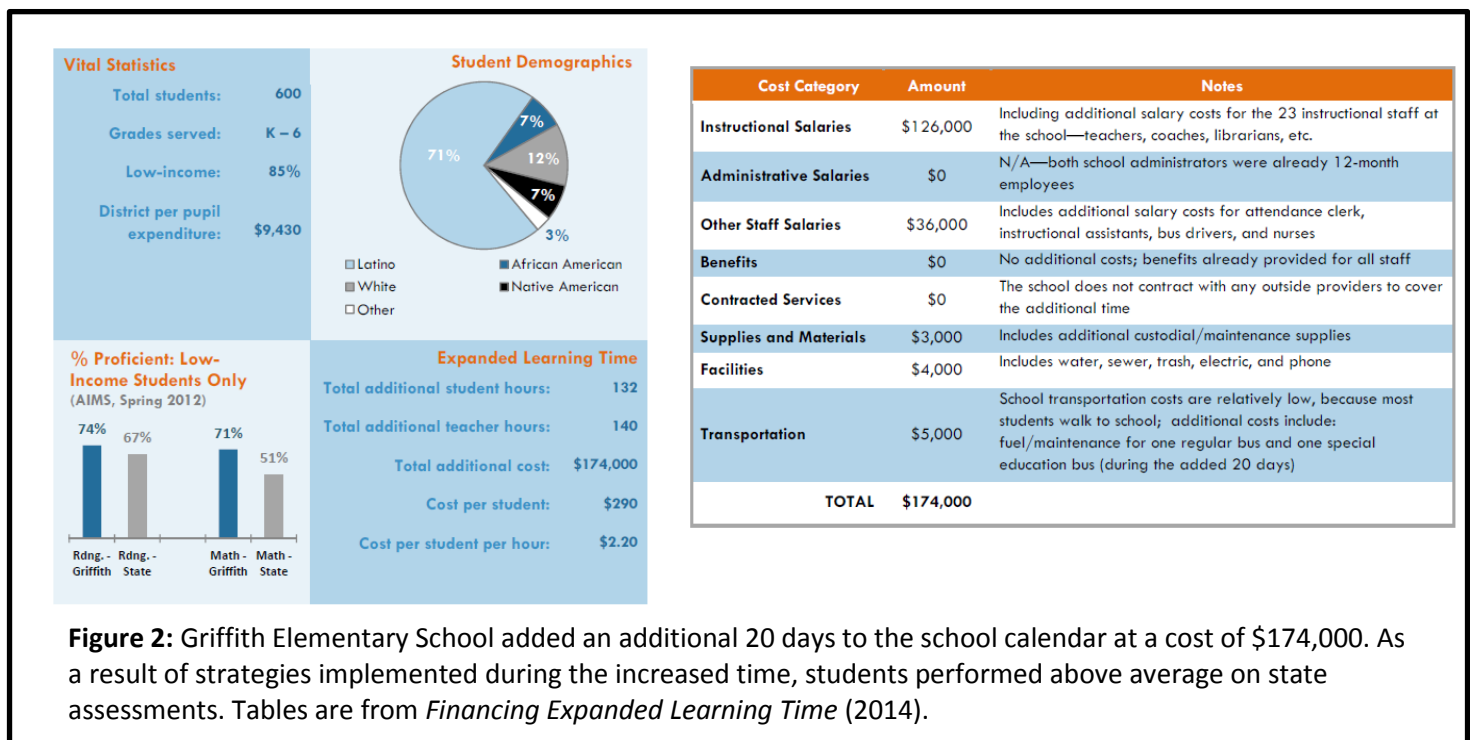 Vital Statistics
Total students: 600
Grades served: K – 6
Low-income: 85%
District per pupil
expenditure: $9,430
Student Demographics
71%
7%
12%
7%
3%
Latino African American
White Native American
Other
% Proficient: Low-
Income Students Only
(AIMS, Spring 2012)
74% 67% 71% 51%
Rdng. - Rdng. - Math - Math -
Griffith State Griffith State
Expanded Learning Time
Total additional student hours: 132
Total additional teacher hours: 140
Total additional cost: $174,000
Cost per student: $290
Cost per student per hour: $2.20
Cost Category Amount Notes
Instructional Salaries $126,000 Including additional salary costs for the 23 instructional staff at
the school—teachers, coaches, librarians, etc.
Administrative Salaries $0 N/A—both school administrators were already 12-month
employees
Other Staff Salaries $36,000 Includes additional salary costs for attendance clerk,
instructional assistants, bus drivers, and nurses
Benefits $0 No additional costs; benefits already provided for all staff
Contracted Services $0 The school does not contract with any outside providers to cover
the additional time
Supplies and Materials $3,000 Includes additional custodial/maintenance supplies
Facilities $4,000 Includes water, sewer, trash, electric, and phone
Transportation $5,000 School transportation costs are relatively low, because most
students walk to school; additional costs include:
fuel/maintenance for one regular bus and one special
education bus (during the added 20 days)
TOTAL $174,000
Figure 2: Griffith Elementary School added an additional 20 days to the school calendar at a cost of $174,000. As
a result of strategies implemented during the increased time, students performed above average on state
assessments. Tables are from Financing Expanded Learning Time (2014).